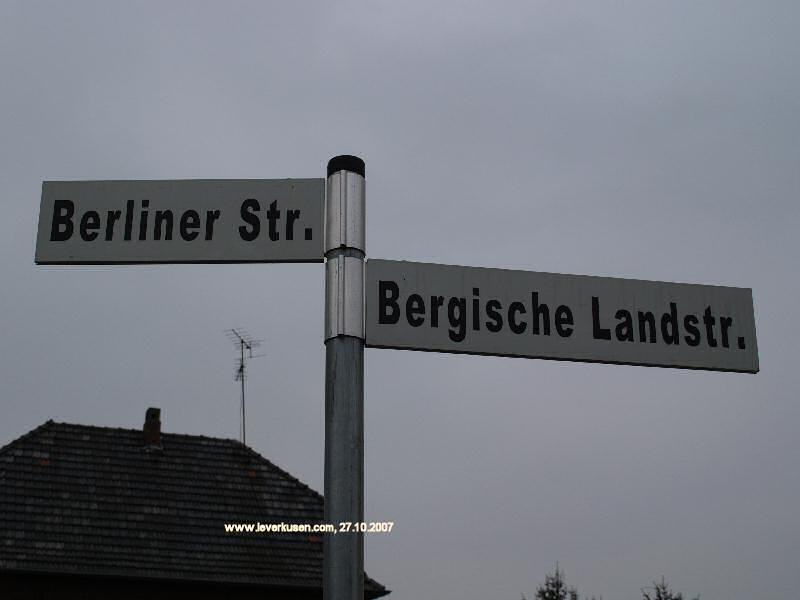 Berliner Str.
Bergische Landstr.
www.leverkusen.com, 27.10.2007